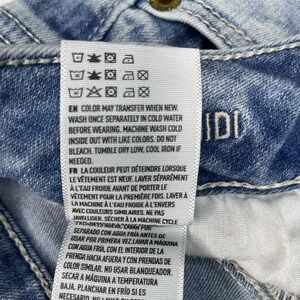 EN COLOR MAY TRANSFER WHEN NEW.
WASH ONCE SEPARATELY IN COLD WATER
BEFORE WEARING. MACHINE WASH COLD
INSIDE OUT WITH LIKE COLORS. DO NOT
BLEACH. TUMBLE DRY LOW. COOL IRON IF
NEEDED.
FR LA COULEUR PEUT DÉTEINDRE LORSQUE
LE VÊTEMENT EST NEUF. LAVER SÉPARÉMENT
À L'EAU FROIDE AVANT DE PORTER LE
VÊTEMENT POUR LA PREMIÈRE FOIS. LAVER À
LA MACHINE À L'EAU FROIDE À L'ENVERS
AVEC COULEURS SIMILAIRES. NE PAS
JAVELLISER. SÉCHER À LA MACHINE CYCLE
SEPARADO CON AGUA FRÍA ANTES DE
USAR POR PRIMERA VEZ. LAVAR A MÁQUINA
CON AGUA FRÍA CON EL INTERIOR DE LA
PRENDA HACIA AFUERA Y CON PRENDAS DE
COLOR SIMILAR. NO USAR BLANQUEADOR.
SECAR A MÁQUINA A TEMPERATURA
BAJA. PLANCHAR EN FRÍO SI ES
NECESARIO. NO
IDI